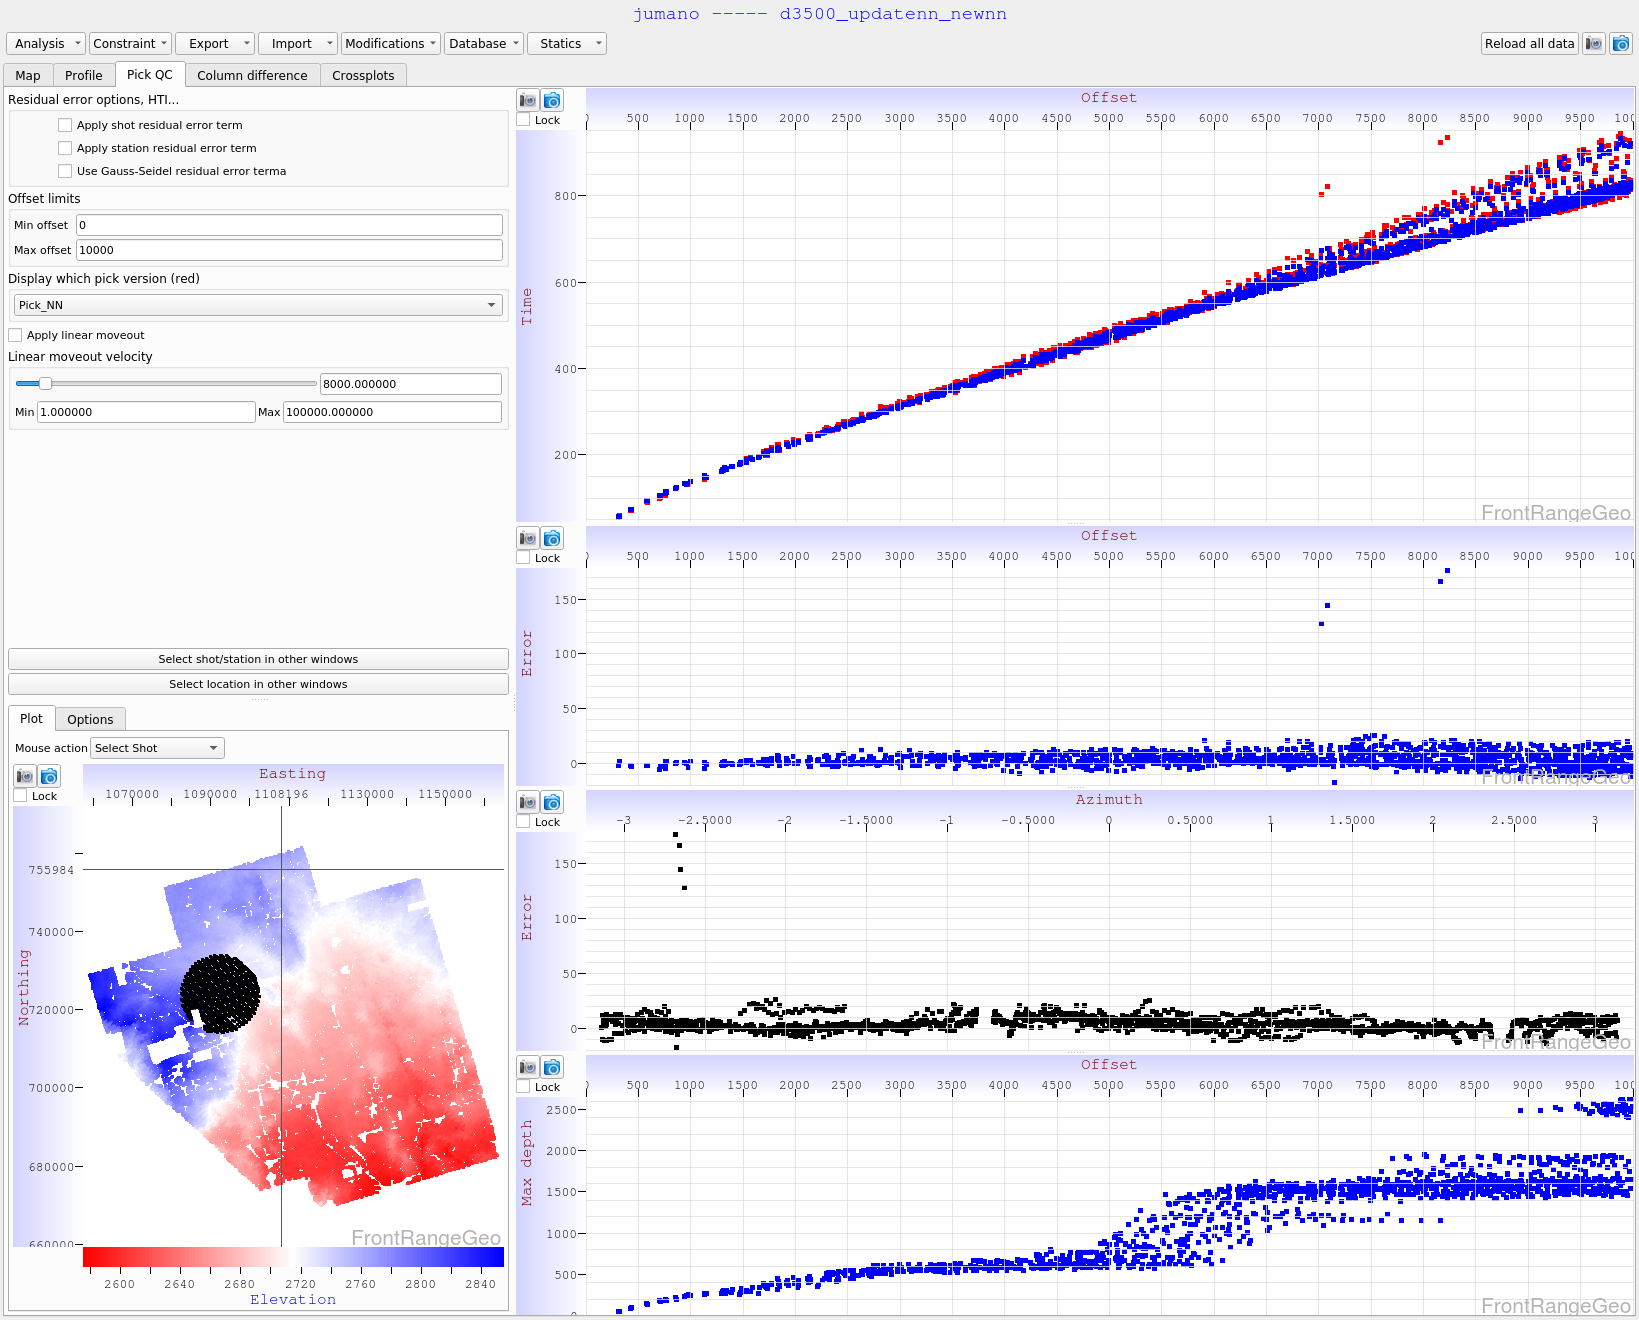 jumano ----- d3500_updatenn_newnn
Analysis Constraint Export Import Modifications Database Statics Reload all data
Map Profile Pick QC Column difference Crossplots
Residual error options, HTI...
Apply shot residual error term
Apply station residual error term
Use Gauss-Seidel residual error terma
Offset limits
Min offset 0
Max offset 10000
Display which pick version (red)
Pick_NN
Apply linear moveout
Linear moveout velocity
8000.000000
Min 1.000000 Max 100000.000000
Select shot/station in other windows
Select location in other windows
Plot Options
Mouse action Select Shot
Lock
Easting
1070000 1090000 1108196 1130000 1150000
Northing
755984
740000
720000
700000
680000
660000
FrontRangeGeo
2600 2640 2680 2720 2760 2800 2840
Elevation
Lock
Offset
0 500 1000 1500 2000 2500 3000 3500 4000 4500 5000 5500 6000 6500 7000 7500 8000 8500 9000 9500 100
Time
800
600
400
200
FrontRangeGeo
Lock
Offset
0 500 1000 1500 2000 2500 3000 3500 4000 4500 5000 5500 6000 6500 7000 7500 8000 8500 9000 9500 100
Error
150
100
50
0
FrontRangeGeo
Lock
Azimuth
-3 -2.5000 -2 -1.5000 -1 -0.5000 0 0.5000 1 1.5000 2 2.5000 3
Error
150
100
50
0
FrontRangeGeo
Lock
Offset
0 500 1000 1500 2000 2500 3000 3500 4000 4500 5000 5500 6000 6500 7000 7500 8000 8500 9000 9500 100
Max depth
2500
2000
1500
1000
500
0
FrontRangeGeo